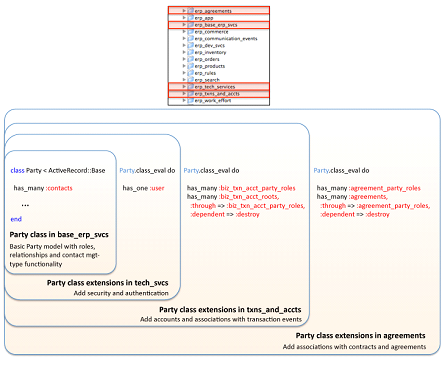 erp_agreements
erp_app
erp_base_erp_svcs
erp_commerce
erp_communication_events
erp_dev_svcs
erp_inventory
erp_orders
erp_products
erp_rules
erp_search
erp_tech_services
erp_txns_and_accts
erp_work_effort
class Party < ActiveRecord::Base
has_many :contacts
...
end
Party class in base_erp_svcs
Basic Party model with roles,
relationships and contact mgt-
type functionality
Party.class_eval do
has_one :user
Party class extensions in tech_svcs
Add security and authentication
Party.class_eval do
has_many :biz_txn_acct_party_roles
has_many :biz_txn_acct_roots,
:through => :biz_txn_acct_party_roles,
:dependent => :destroy
Party class extensions in txns_and_accts
Add accounts and associations with transaction events
Party.class_eval do
has_many :agreement_party_roles
has_many :agreements,
:through => :agreement_party_roles,
:dependent => :destroy
Party class extensions in agreements
Add associations with contracts and agreements